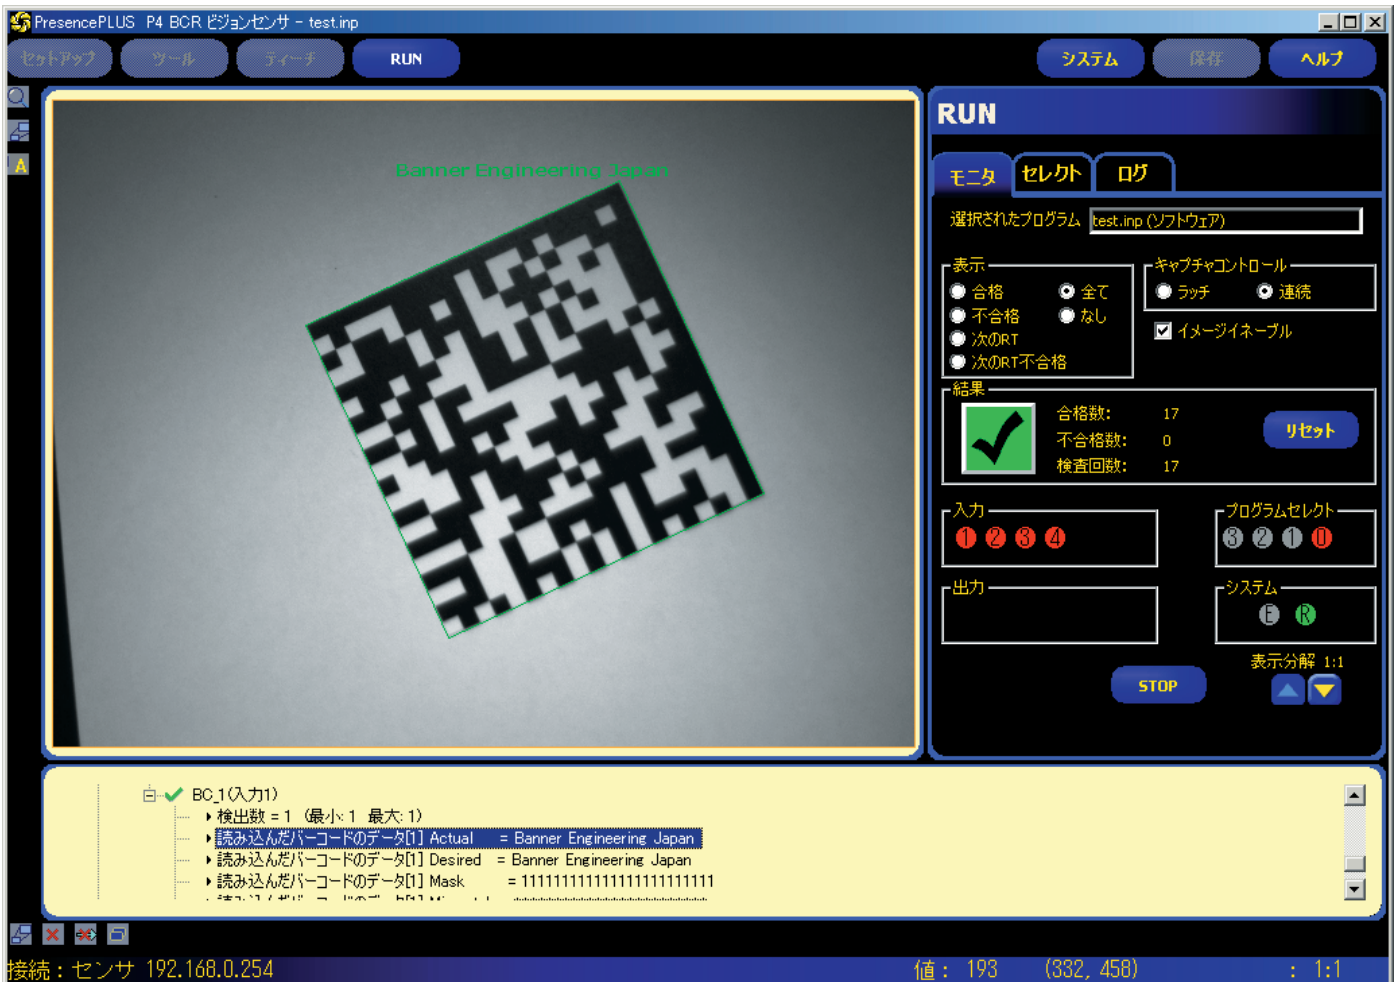 PresencePLUS P4 BCR ビジョンセンサ - test.inp
セットアップ ツール ティーチ RUN システム 保存 ヘルプ
A
Banner Engineering Japan
RUN
モニタ セレクト ログ
選択されたプログラム test.inp (ソフトウェア)
表示
合格 全て
不合格 なし
次のRT
次のRT不合格
キャプチャコントロール
ラッチ 連続
イメージイネーブル
結果
合格数: 17
不合格数: 0
検査回数: 17
リセット
入力
1 2 3 4
プログラムセレクト
3 2 1 0
出力
システム
E R
表示分解 1:1
STOP
BC_1(入力1)
検出数 = 1 (最小: 1 最大: 1)
読み込んだバーコードのデータ[1] Actual = Banner Engineering Japan
読み込んだバーコードのデータ[1] Desired = Banner Engineering Japan
読み込んだバーコードのデータ[1] Mask = 111111111111111111111111
接続 : センサ 192.168.0.254
値 : 193 (332, 458) : 1:1